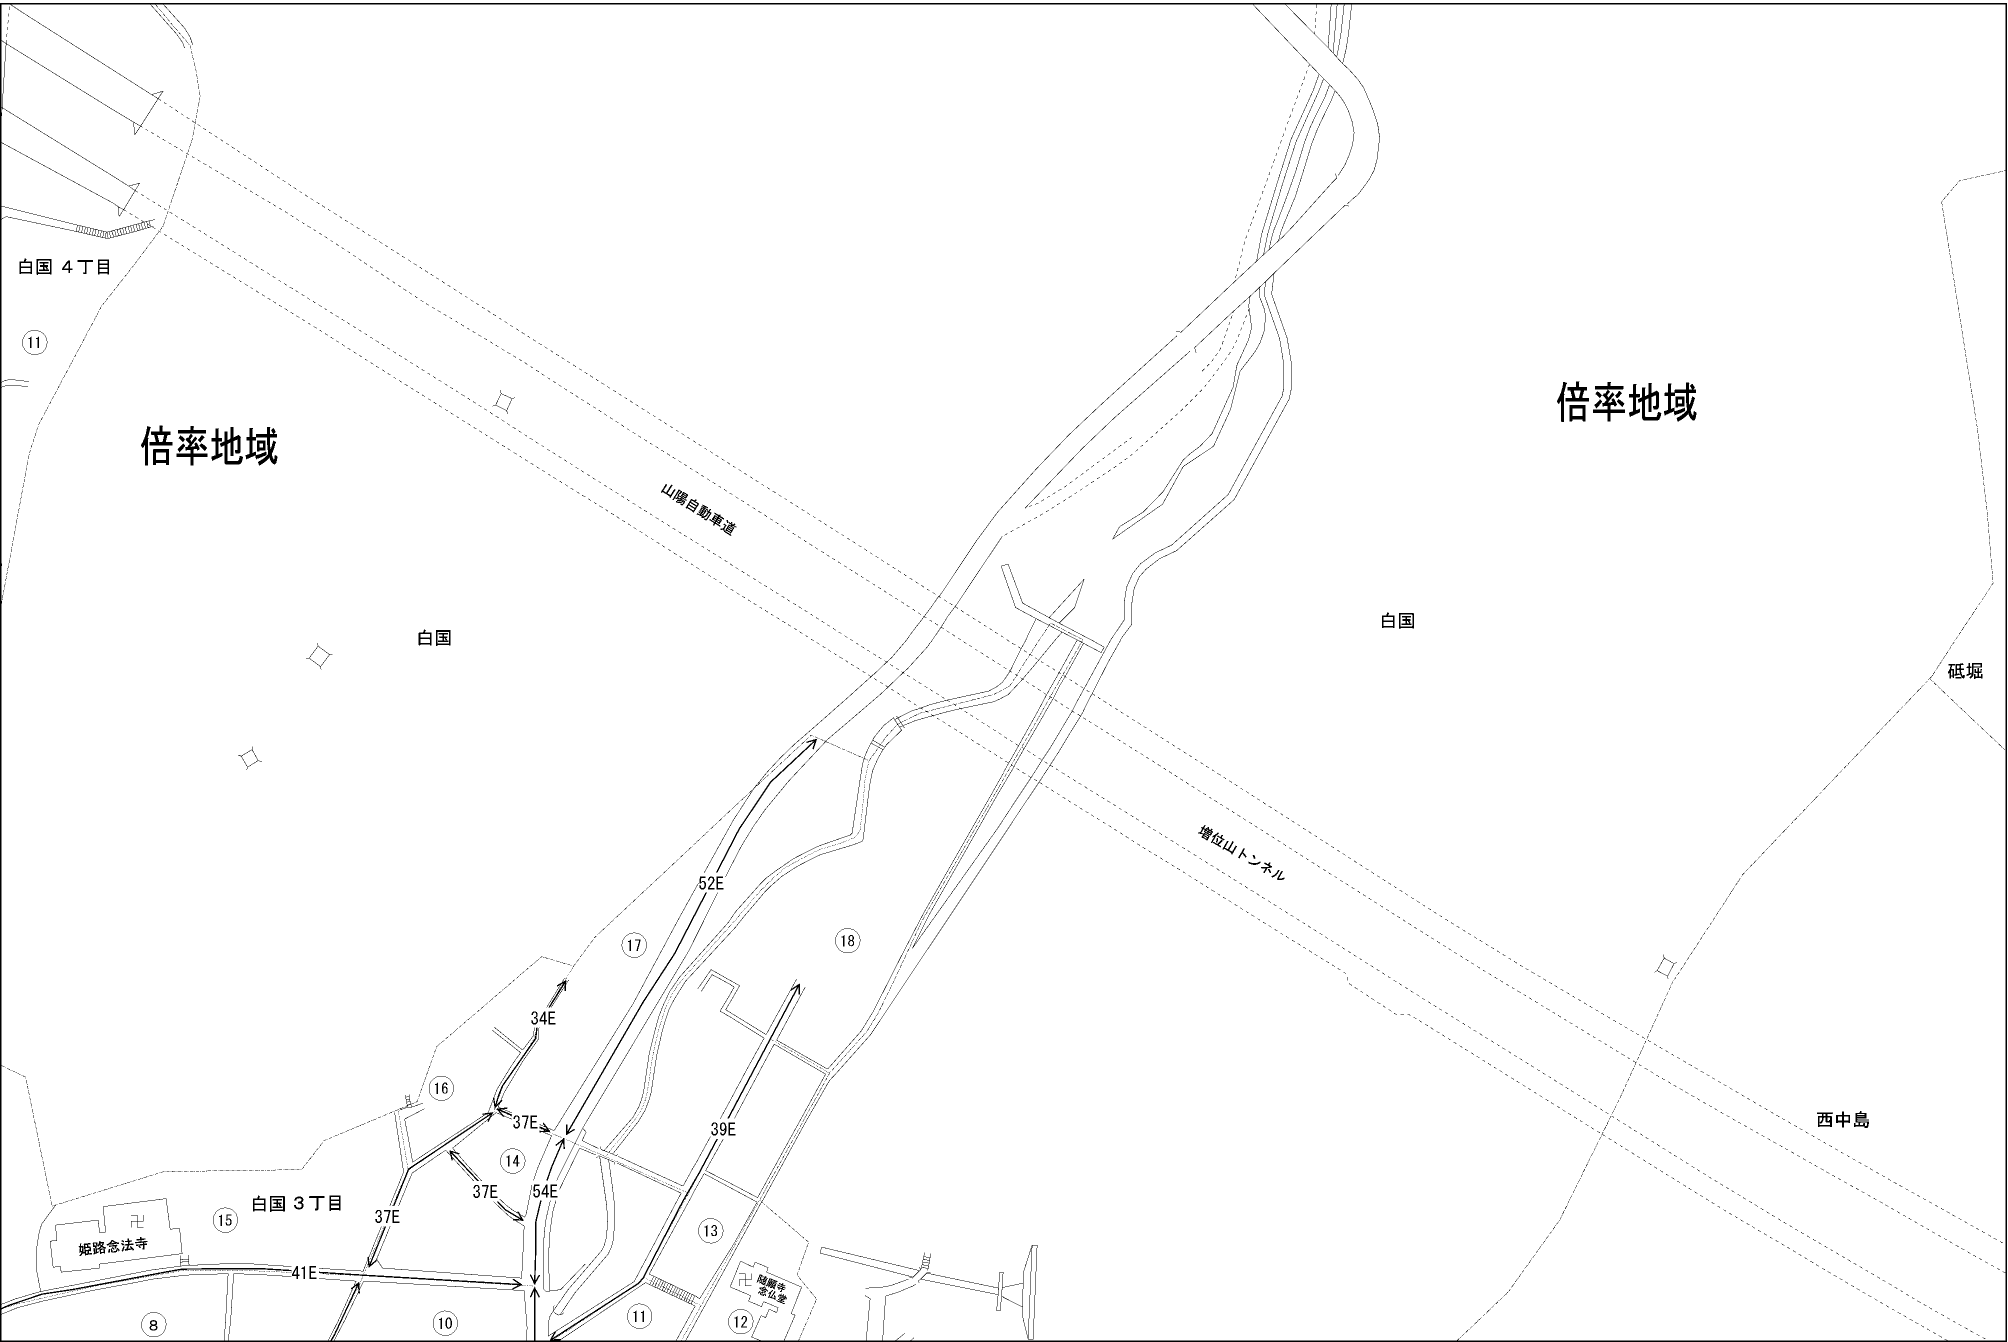 白国 ４丁目
⑪
倍率地域
倍率地域
山陽自動車道
白国
白国
砥堀
増位山トンネル
52E
⑰
⑱
34E
⑯
37E
39E
西中島
⑭
37E
54E
白国 ３丁目
⑮
37E
⑬
卍
姫路念法寺
41E
卍
随願寺
念仏堂
⑧
⑩
⑪
⑫